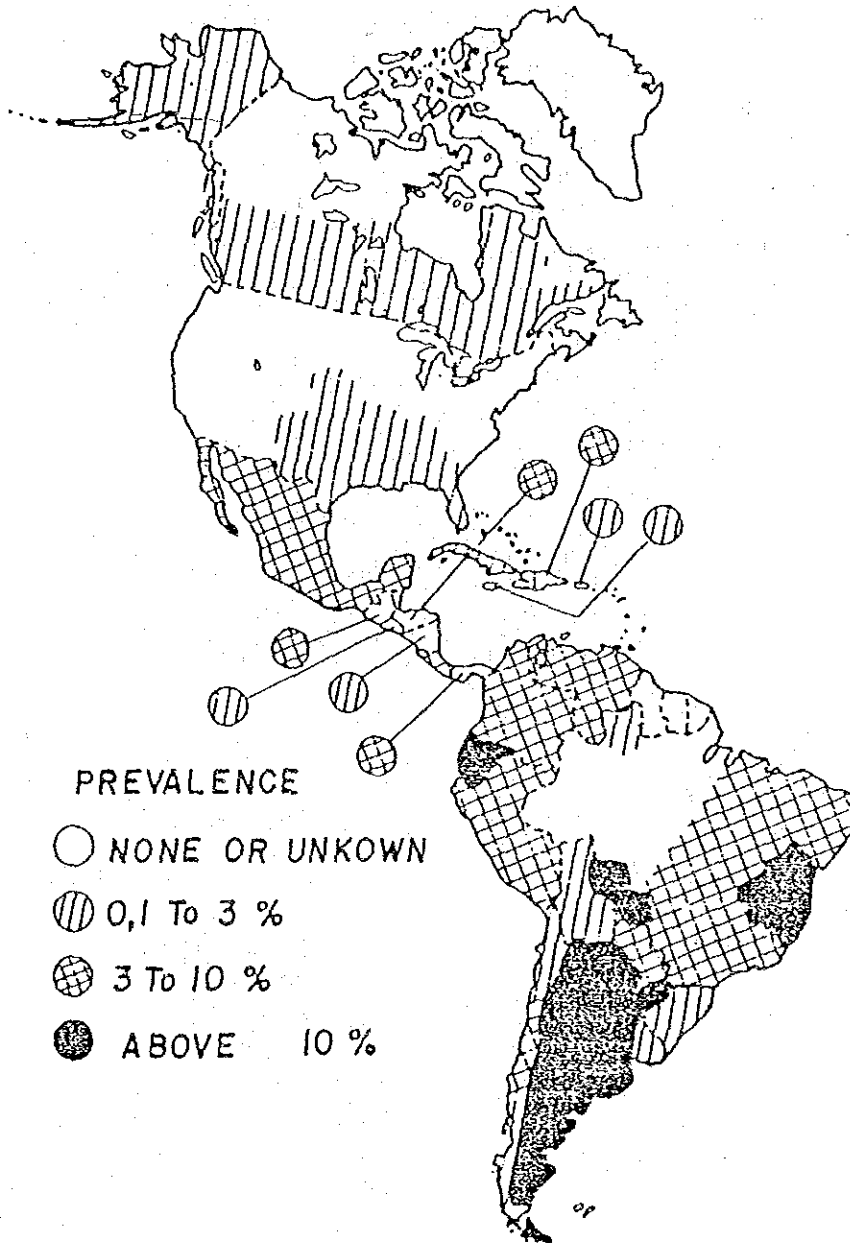 PREVALENCE
NONE OR UNKOWN
0,1 To 3 %
3 To 10 %
ABOVE 10 %